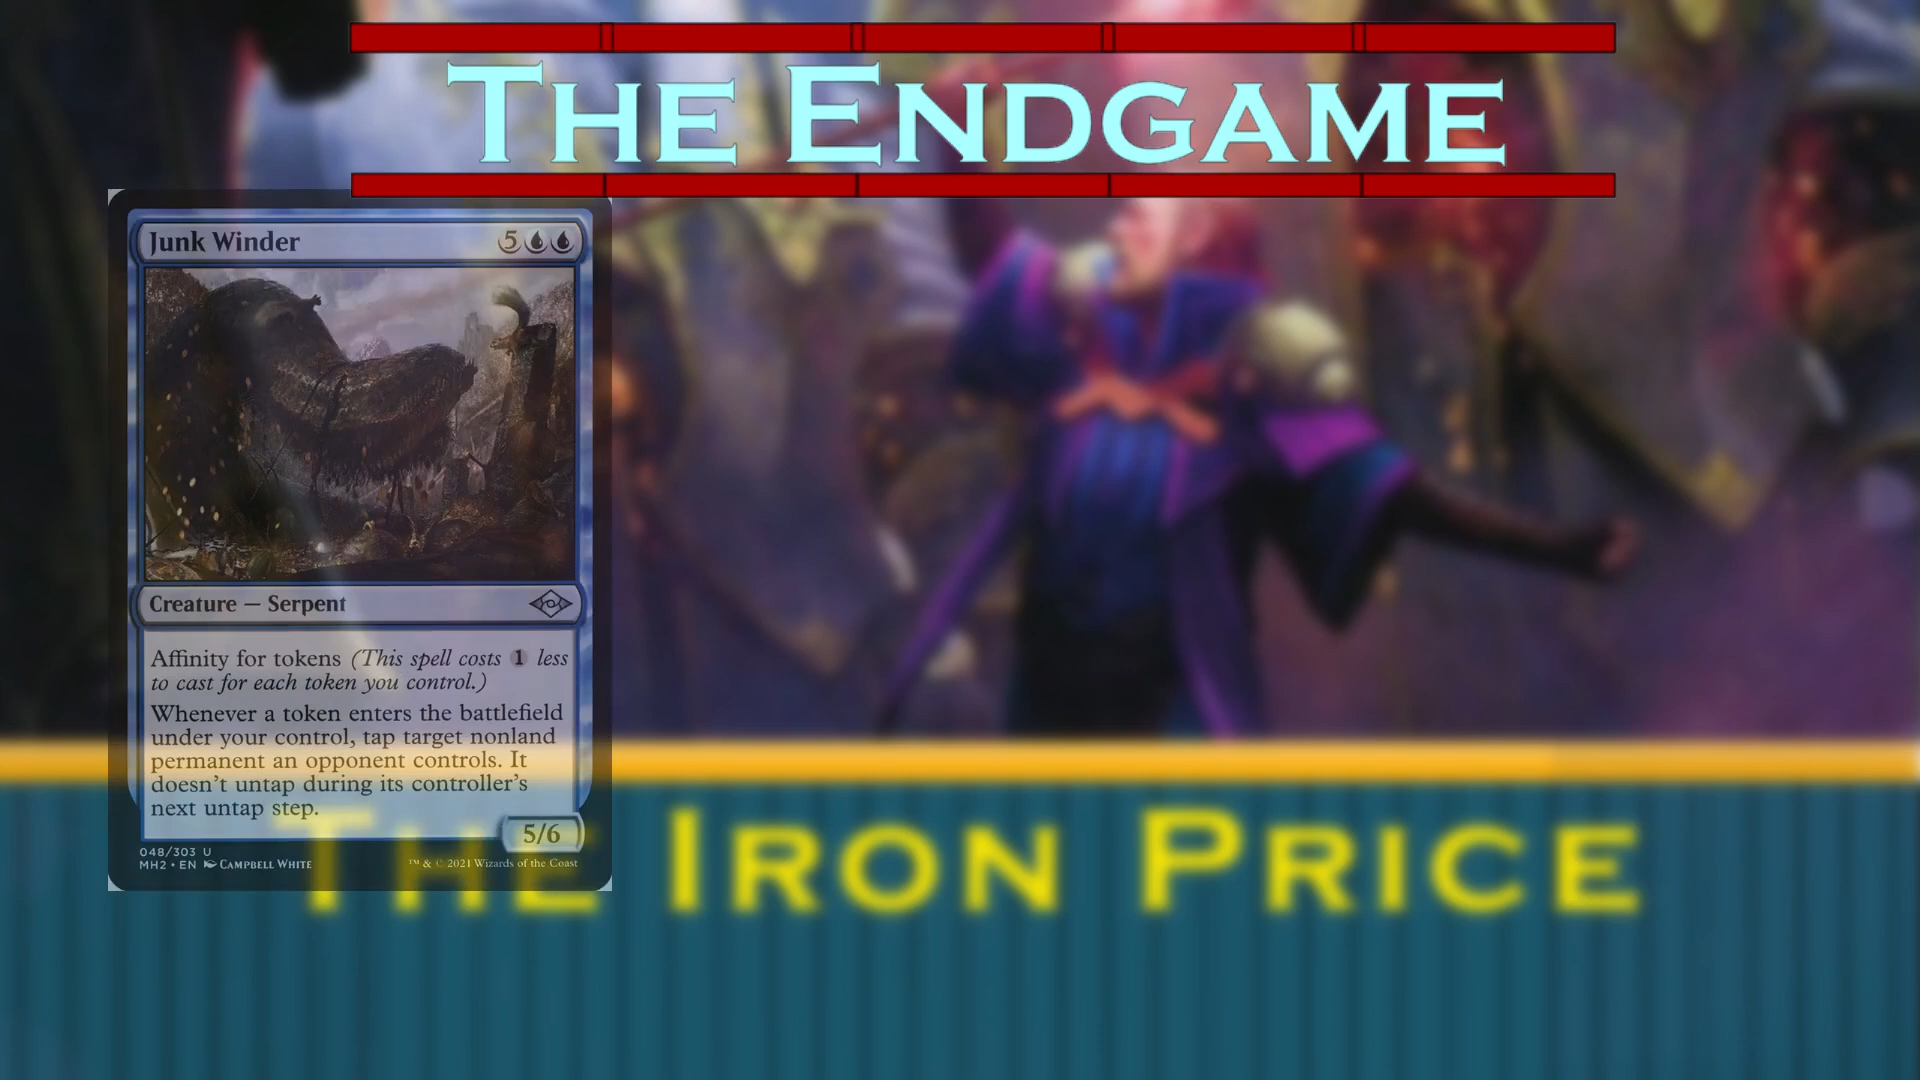 THE ENDGAME
Junk Winder 5
Creature — Serpent
Affinity for tokens (This spell costs 1 less
to cast for each token you control.)
Whenever a token enters the battlefield
under your control, tap target nonland
permanent an opponent controls. It
doesn't untap during its controller's
next untap step.
5/6
048/303 U
MH2 • EN CAMPBELL WHITE
™ & © 2021 Wizards of the Coast
THE IRON PRICE